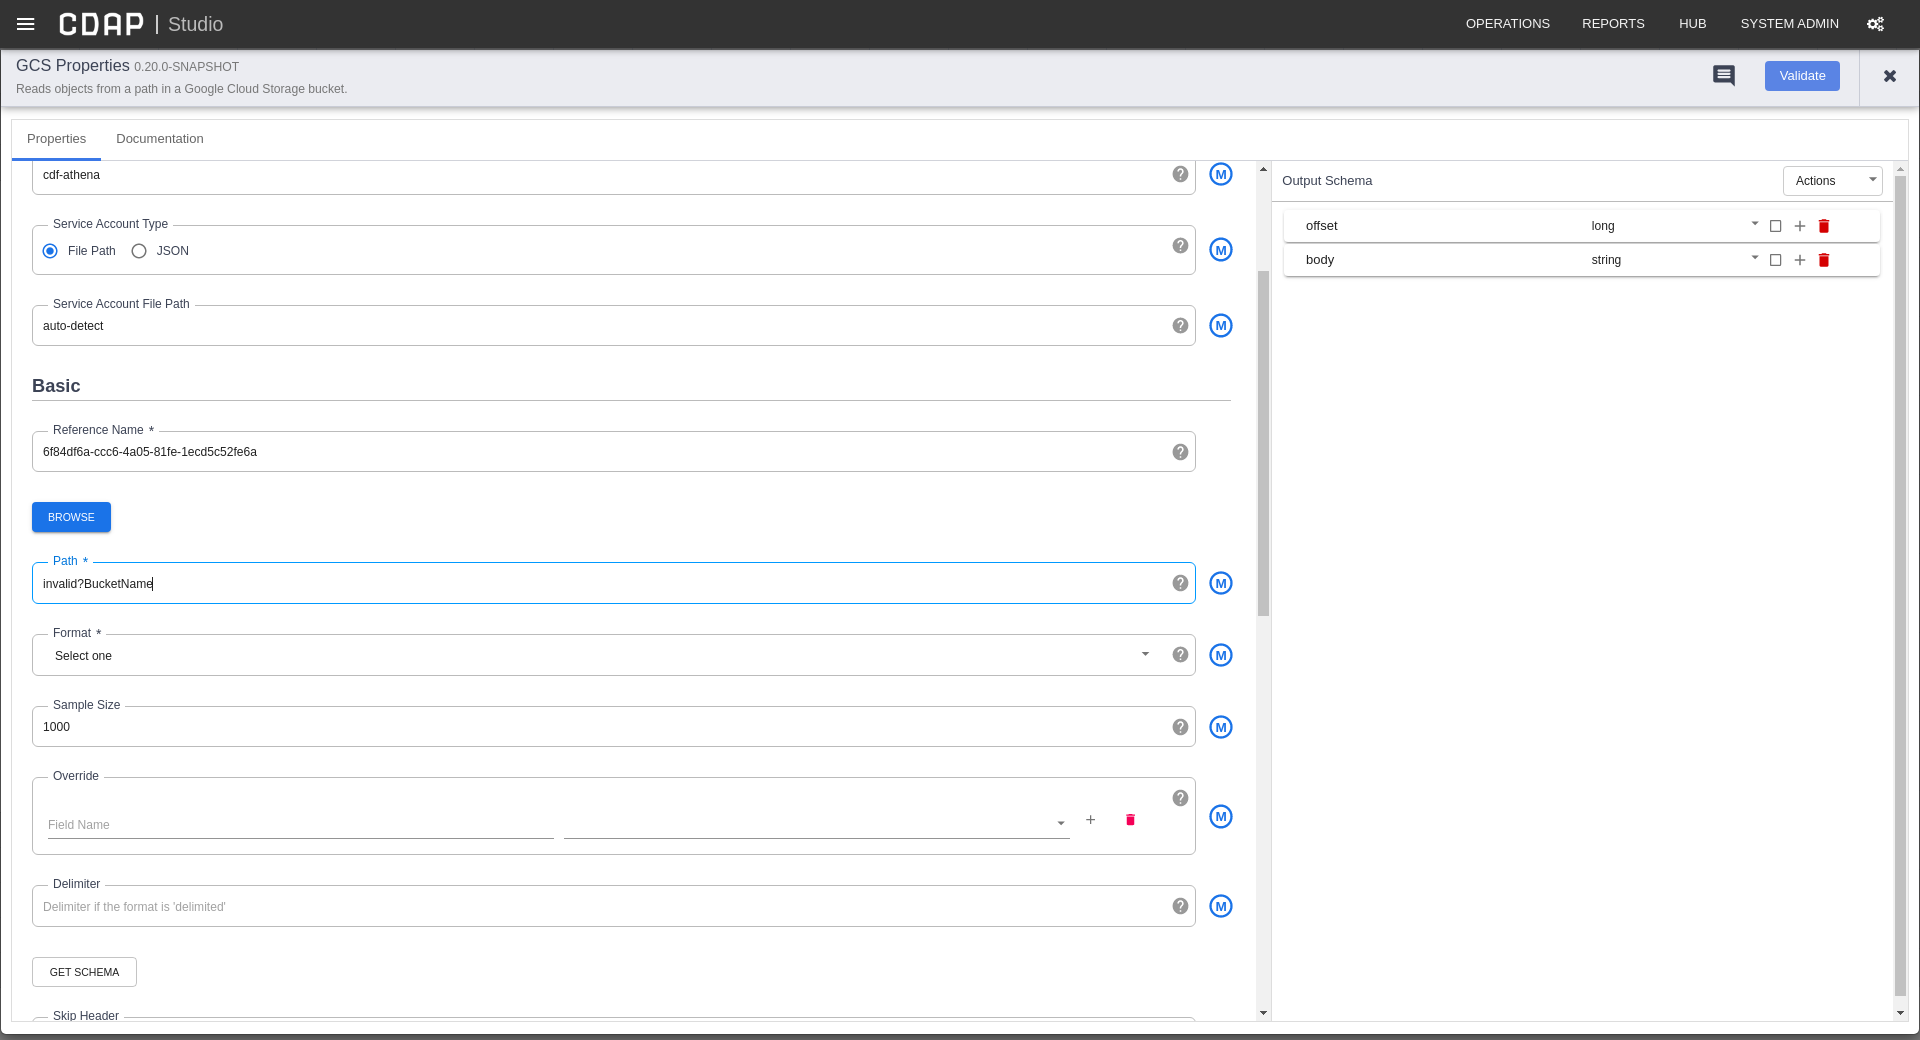 CDAP | Studio
OPERATIONS REPORTS HUB SYSTEM ADMIN
GCS Properties 0.20.0-SNAPSHOT
Reads objects from a path in a Google Cloud Storage bucket.
Validate
Properties Documentation
cdf-athena
M
Service Account Type
File Path JSON
M
Service Account File Path
auto-detect
M
Basic
Reference Name *
6f84df6a-ccc6-4a05-81fe-1ecd5c52fe6a
BROWSE
Path *
invalid?BucketName
M
Format *
Select one
M
Sample Size
1000
M
Override
Field Name
M
Delimiter
Delimiter if the format is 'delimited'
M
GET SCHEMA
Skip Header
Output Schema
Actions
offset long
body string